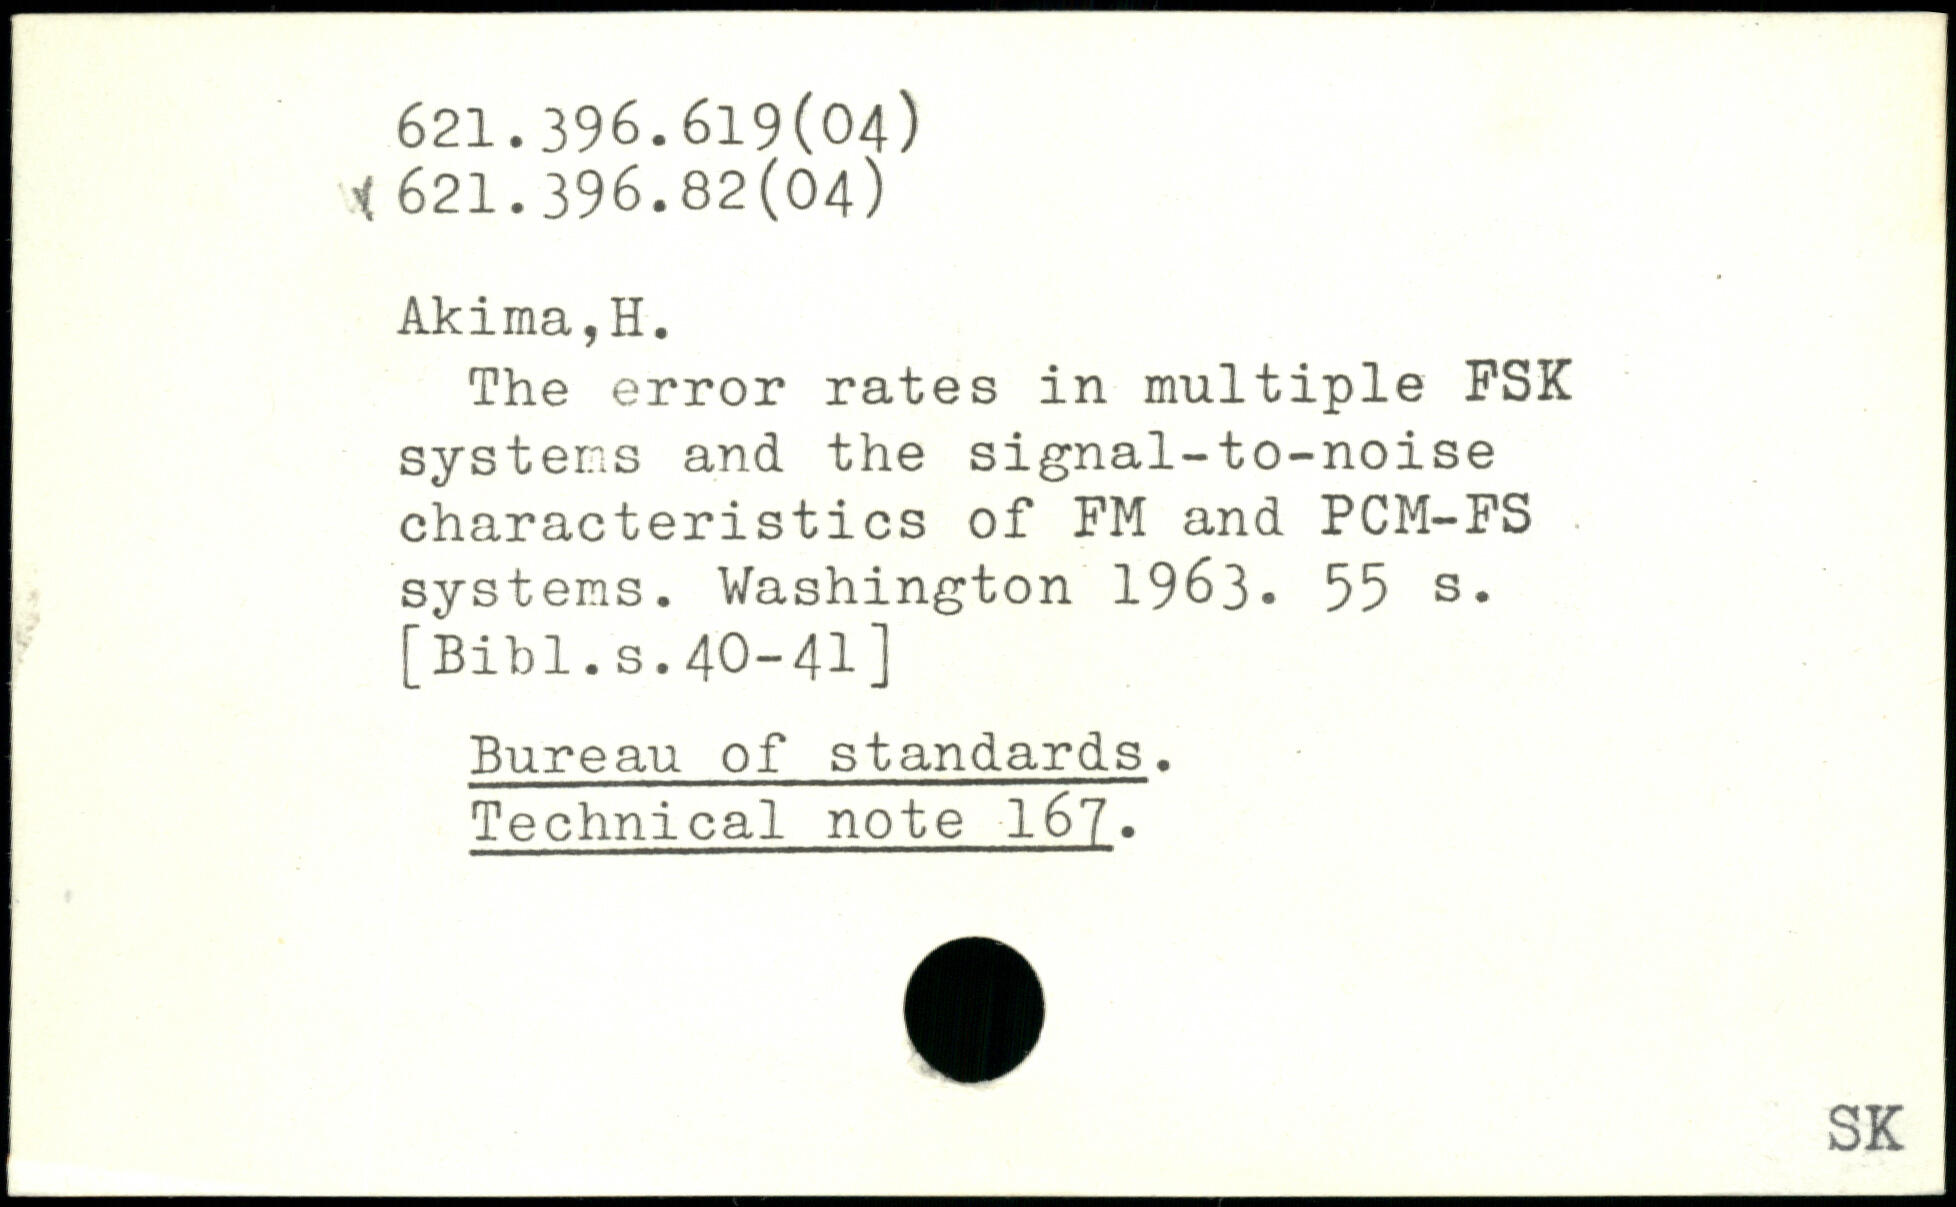 621.396.619(04)
621.396.82(04)
Akima,H.
The error rates in multiple FSK
systems and the signal-to-noise
characteristics of FM and PCM-FS
systems. Washington 1963. 55 s.
[Bibl.s.40-41]
Bureau of standards.
Technical note 167.
SK